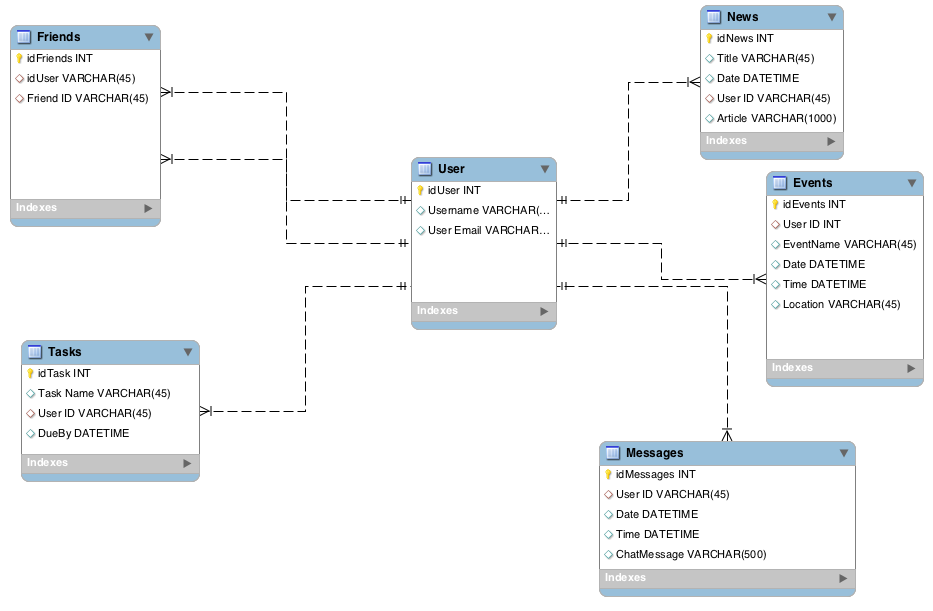 Friends
idFriends INT
idUser VARCHAR(45)
Friend ID VARCHAR(45)
Indexes
News
idNews INT
Title VARCHAR(45)
Date DATETIME
User ID VARCHAR(45)
Article VARCHAR(1000)
Indexes
User
idUser INT
Username VARCHAR(...
User Email VARCHAR...
Indexes
Events
idEvents INT
User ID INT
EventName VARCHAR(45)
Date DATETIME
Time DATETIME
Location VARCHAR(45)
Indexes
Tasks
idTask INT
Task Name VARCHAR(45)
User ID VARCHAR(45)
DueBy DATETIME
Indexes
Messages
idMessages INT
User ID VARCHAR(45)
Date DATETIME
Time DATETIME
ChatMessage VARCHAR(500)
Indexes